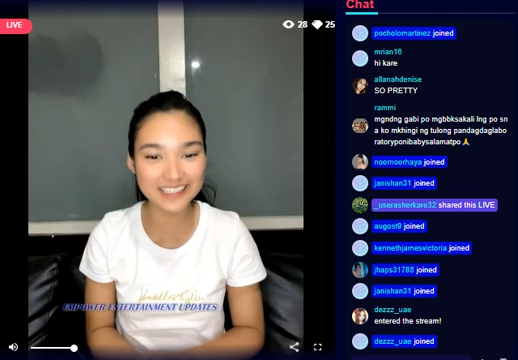 LIVE
28
25
EMPOWER ENTERTAINMENT UPDATES
Chat
pocholomartinez joined
mrian16
hi kare
allanahdenise
SO PRETTY
rammi
mgndng gabi po mgbbksakali lng po sn
a ko mkhingi ng tulong pandagdaglabo
ratoryponibabysalamatpo🙏
noornoorhaya joined
janishan31 joined
_userasherkare32 shared this LIVE
augost9 joined
kennethjamesvictoria joined
jhaps31788 joined
janishan31 joined
dezzz_uae
entered the stream!
dezzz_uae joined